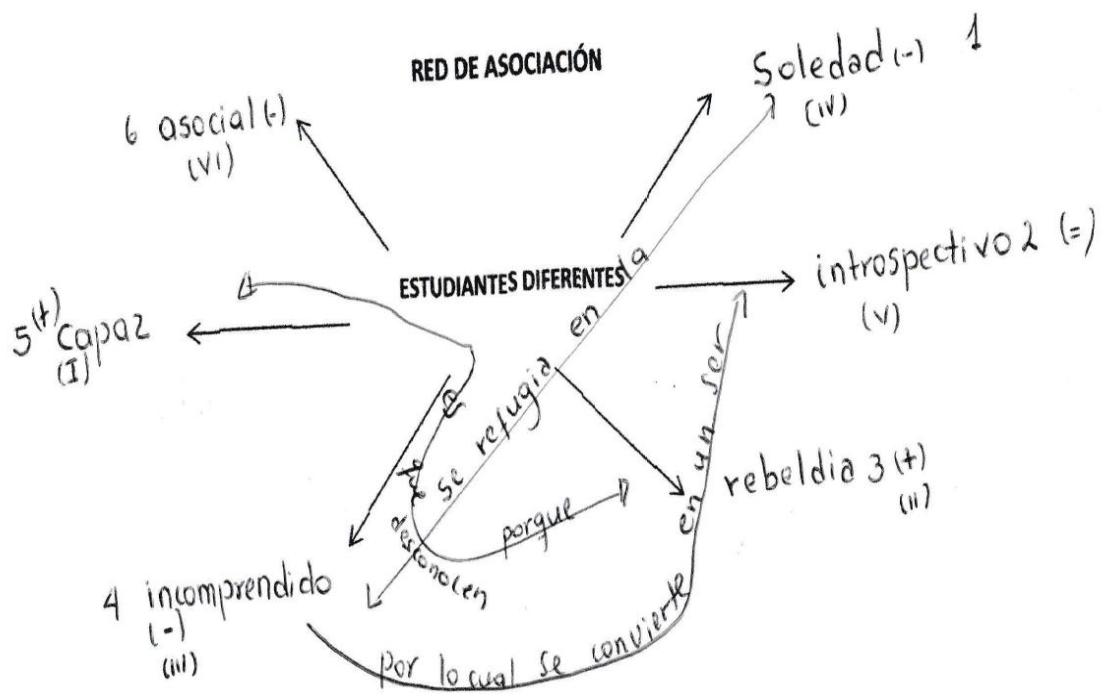 RED DE ASOCIACIÓN
Soledad (-) 1
(IV)
6 asocial (-)
(VI)
ESTUDIANTES DIFERENTES
introspectivo 2 (=)
(V)
5 (+) Capaz
(I)
se refugia en la
que desconocen
porque
rebeldia 3 (+)
(II)
4 incomprendido
(-)
(III)
por lo cual se convierte en un ser